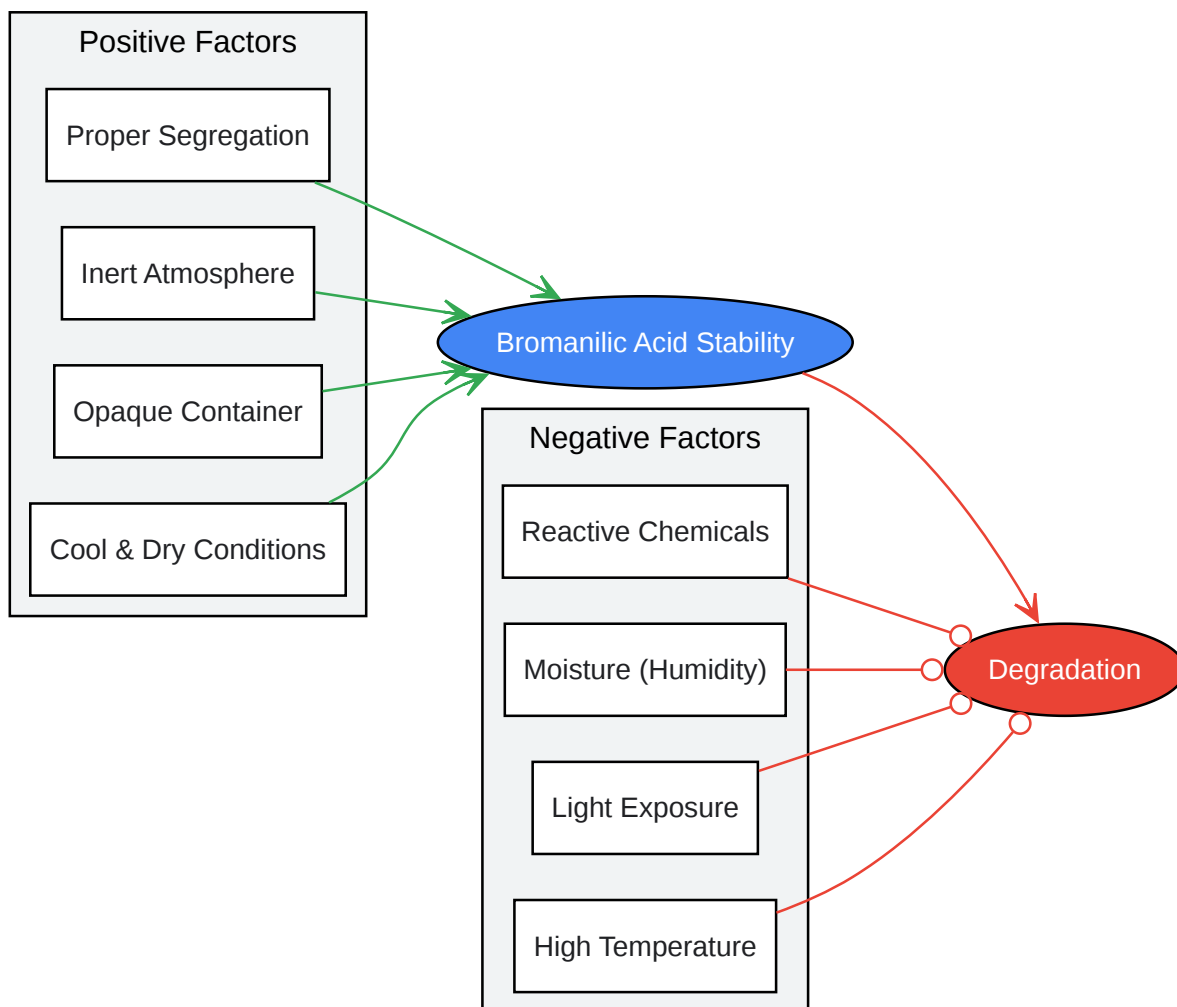 Positive Factors
Proper Segregation
Inert Atmosphere
Opaque Container
Cool & Dry Conditions
Bromanilic Acid Stability
Negative Factors
Reactive Chemicals
Moisture (Humidity)
Light Exposure
High Temperature
Degradation